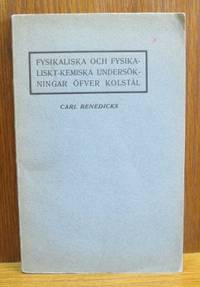 FYSIKALISKA OCH FYSIKA-
LISKT-KEMISKA UNDERSÖK-
NINGAR ÖFVER KOLSTÅL
CARL BENEDICKS